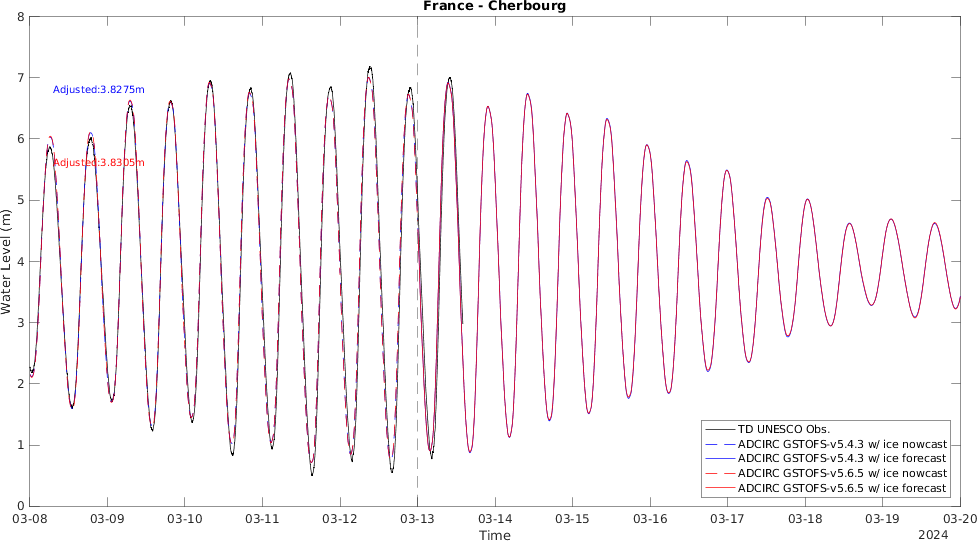 France - Cherbourg
8
7
6
5
4
3
2
1
0
Water Level (m)
Adjusted:3.8275m
Adjusted:3.8305m
TD UNESCO Obs.
ADCIRC GSTOFS-v5.4.3 w/ ice nowcast
ADCIRC GSTOFS-v5.4.3 w/ ice forecast
ADCIRC GSTOFS-v5.6.5 w/ ice nowcast
ADCIRC GSTOFS-v5.6.5 w/ ice forecast
03-08 03-09 03-10 03-11 03-12 03-13 03-14 03-15 03-16 03-17 03-18 03-19 03-20
Time
2024